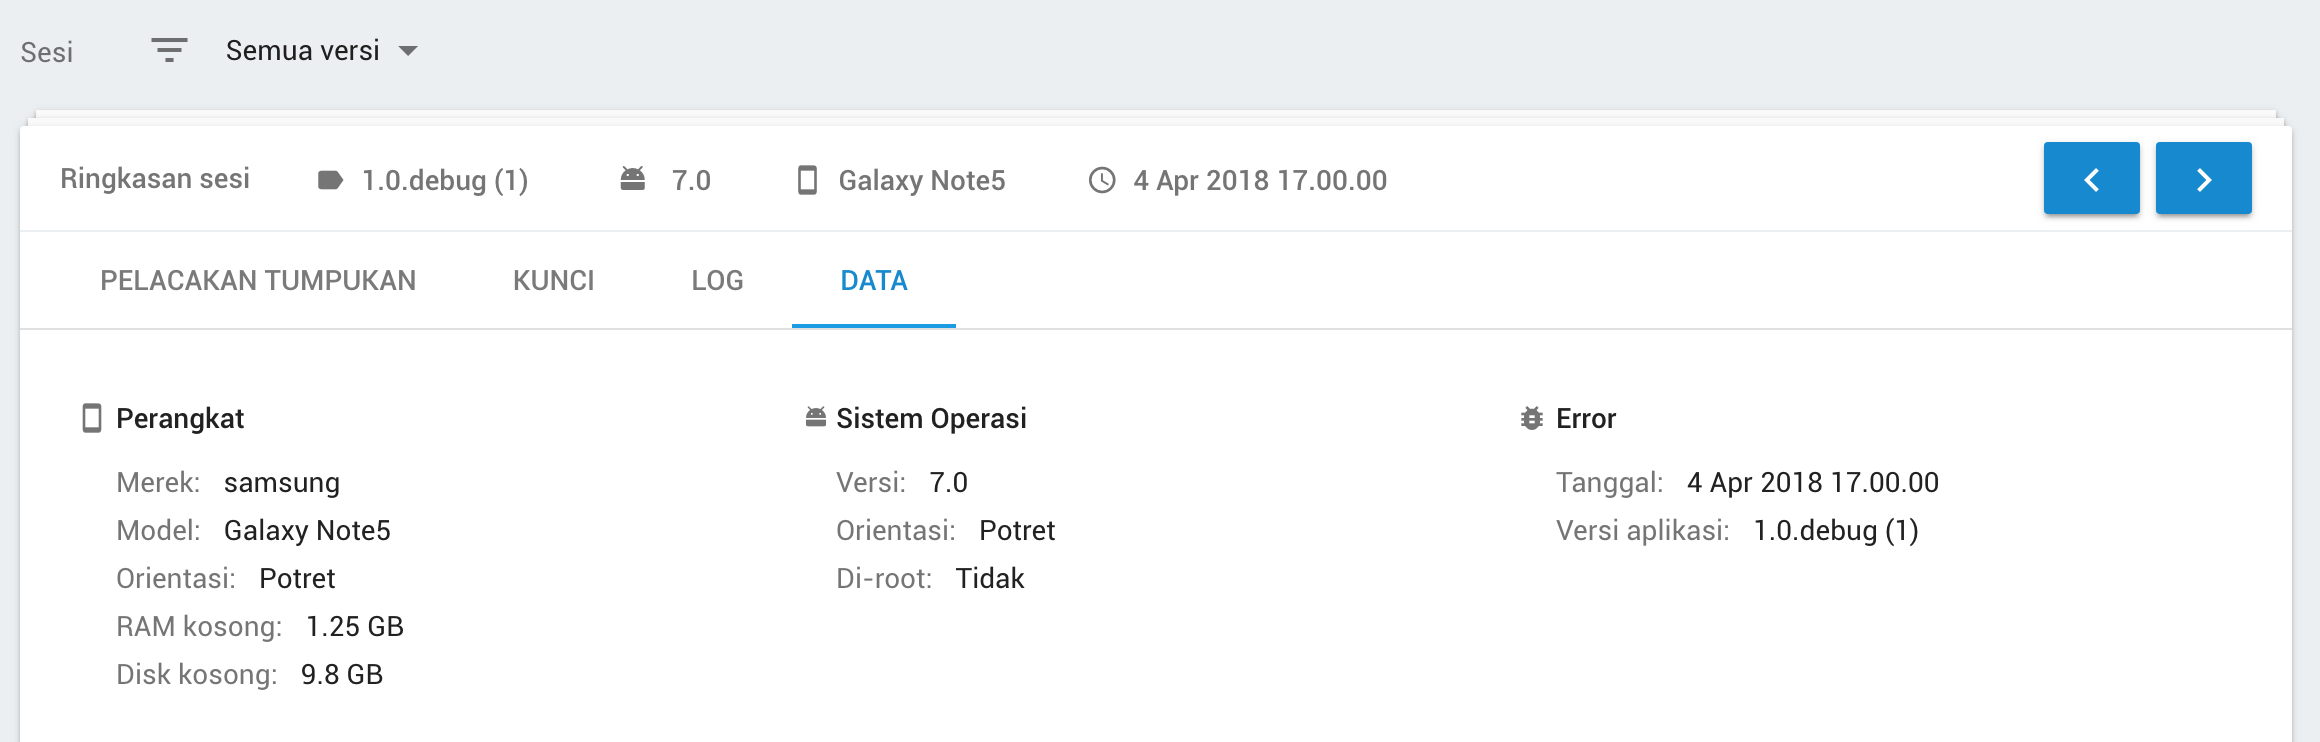 Sesi Semua versi
Ringkasan sesi 1.0.debug (1) 7.0 Galaxy Note5 4 Apr 2018 17.00.00
PELACAKAN TUMPUKAN KUNCI LOG DATA
Perangkat
Merek: samsung
Model: Galaxy Note5
Orientasi: Potret
RAM kosong: 1.25 GB
Disk kosong: 9.8 GB
Sistem Operasi
Versi: 7.0
Orientasi: Potret
Di-root: Tidak
Error
Tanggal: 4 Apr 2018 17.00.00
Versi aplikasi: 1.0.debug (1)